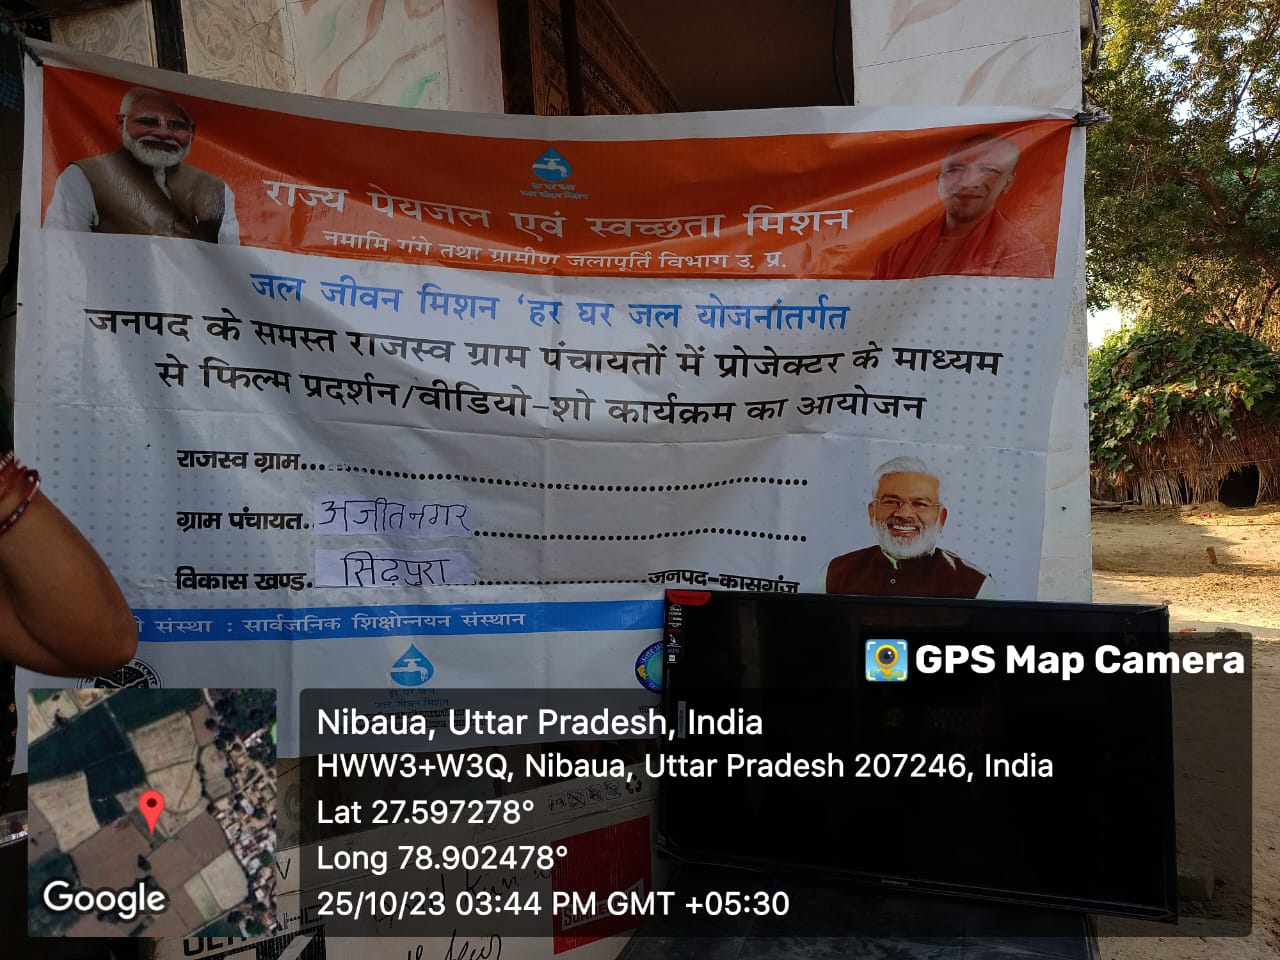 हर घर जल
राज्य पेयजल एवं स्वच्छता मिशन
नमामि गंगे तथा ग्रामीण जलापूर्ति विभाग उ. प्र.
जल जीवन मिशन 'हर घर जल योजनांतर्गत
जनपद के समस्त राजस्व ग्राम पंचायतों में प्रोजेक्टर के माध्यम
से फिल्म प्रदर्शन/वीडियो-शो कार्यक्रम का आयोजन
राजस्व ग्राम
ग्राम पंचायत. अजीतनगर
विकास खण्ड. सिढ़पुरा जनपद-कासगंज
संस्था : सार्वजनिक शिक्षोन्नयन संस्थान
हर घर जल
जल जीवन मिशन
GPS Map Camera
Nibaua, Uttar Pradesh, India
HWW3+W3Q, Nibaua, Uttar Pradesh 207246, India
Lat 27.597278°
Long 78.902478°
25/10/23 03:44 PM GMT +05:30
Google